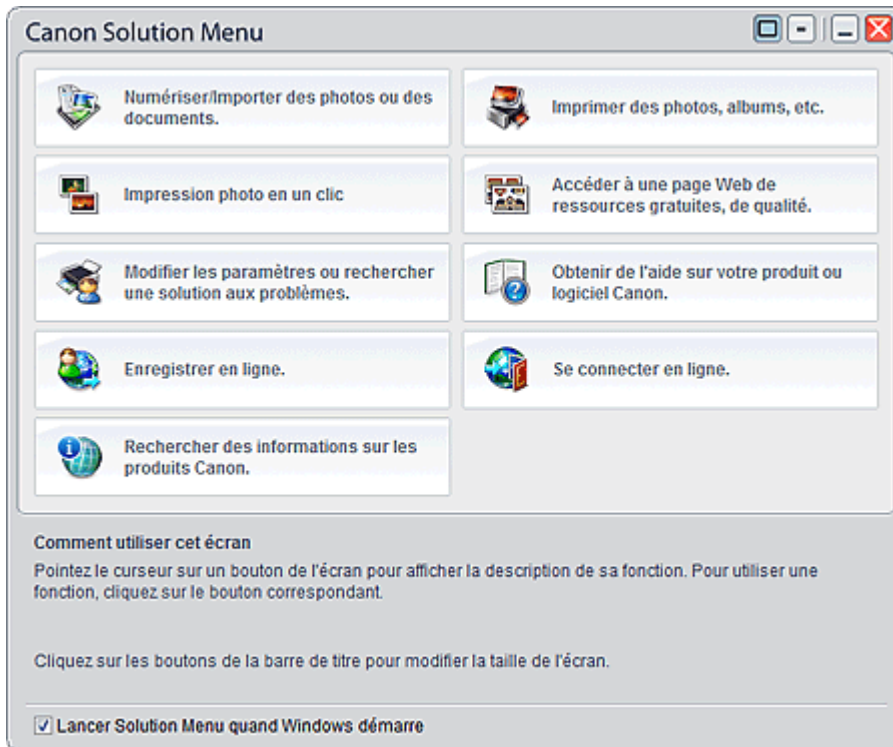 Canon Solution Menu
Numériser/Importer des photos ou des
documents.
Imprimer des photos, albums, etc.
Impression photo en un clic
Accéder à une page Web de
ressources gratuites, de qualité.
Modifier les paramètres ou rechercher
une solution aux problèmes.
Obtenir de l'aide sur votre produit ou
logiciel Canon.
Enregistrer en ligne.
Se connecter en ligne.
Rechercher des informations sur les
produits Canon.
Comment utiliser cet écran
Pointez le curseur sur un bouton de l'écran pour afficher la description de sa fonction. Pour utiliser une
fonction, cliquez sur le bouton correspondant.
Cliquez sur les boutons de la barre de titre pour modifier la taille de l'écran.
Lancer Solution Menu quand Windows démarre